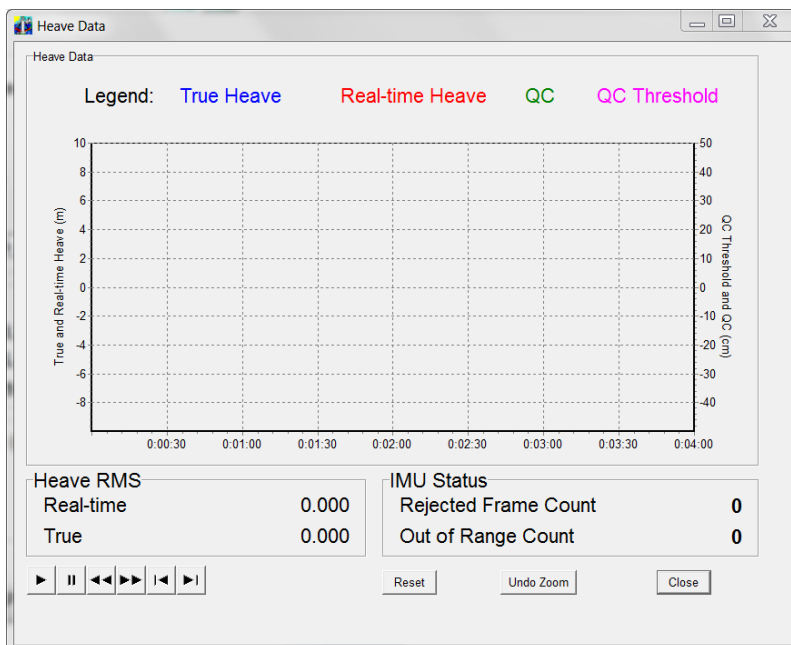 Heave Data
Heave Data
Legend: True Heave Real-time Heave QC QC Threshold
True and Real-time Heave (m)
10
8
6
4
2
0
-2
-4
-6
-8
50
40
30
20
10
0
-10
-20
-30
-40
QC Threshold and QC (cm)
0:00:30 0:01:00 0:01:30 0:02:00 0:02:30 0:03:00 0:03:30 0:04:00
Heave RMS
Real-time 0.000
True 0.000
IMU Status
Rejected Frame Count 0
Out of Range Count 0
Reset Undo Zoom Close